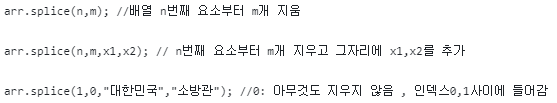 arr.splice(n,m); //배열 n번째 요소부터 m개 지움
arr.splice(n,m,x1,x2); // n번째 요소부터 m개 지우고 그자리에 x1,x2를 추가
arr.splice(1,0,"대한민국","소방관"); //0: 아무것도 지우지 않음 , 인덱스0,1사이에 들어감